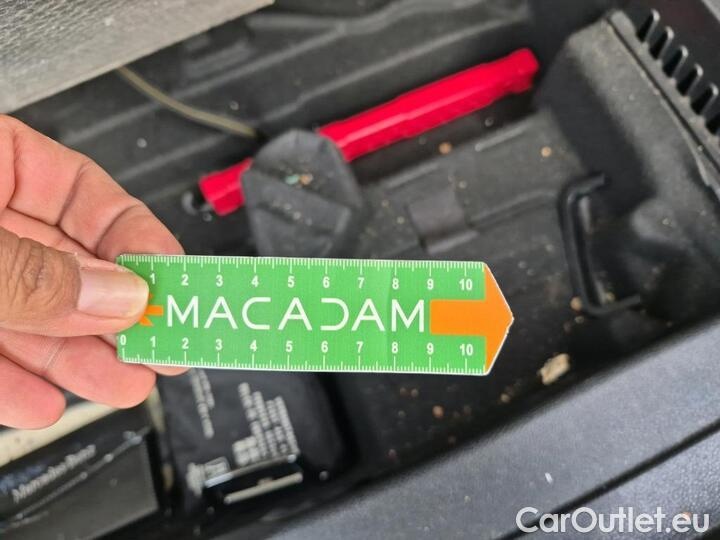 1 2 3 4 5 6 7 8 9 10
MACADAM
0 1 2 3 4 5 6 7 8 9 10
Mercedes-Benz
CarOutlet.eu